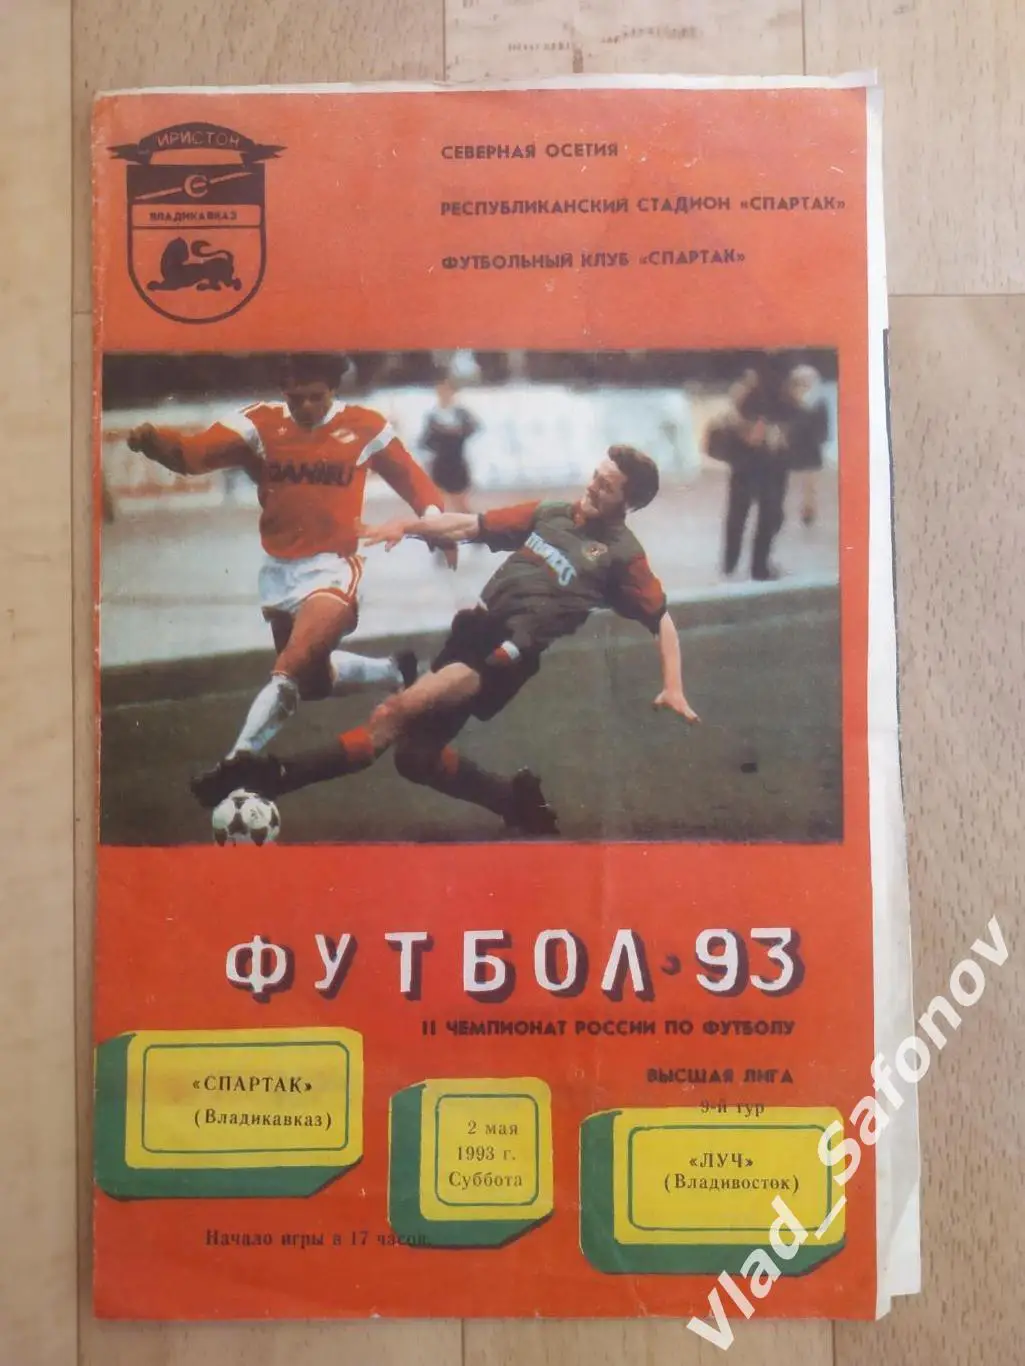 ИРИСТОН
ВЛАДИКАВКАЗ
СЕВЕРНАЯ ОСЕТИЯ
РЕСПУБЛИКАНСКИЙ СТАДИОН «СПАРТАК»
ФУТБОЛЬНЫЙ КЛУБ «СПАРТАК»
ФУТБОЛ·93
II ЧЕМПИОНАТ РОССИИ ПО ФУТБОЛУ
ВЫСШАЯ ЛИГА
9-й тур
«СПАРТАК»
(Владикавказ)
2 мая
1993 г.
Суббота
«ЛУЧ»
(Владивосток)
Начало игры в 17 часов.
Vlad_Safonov